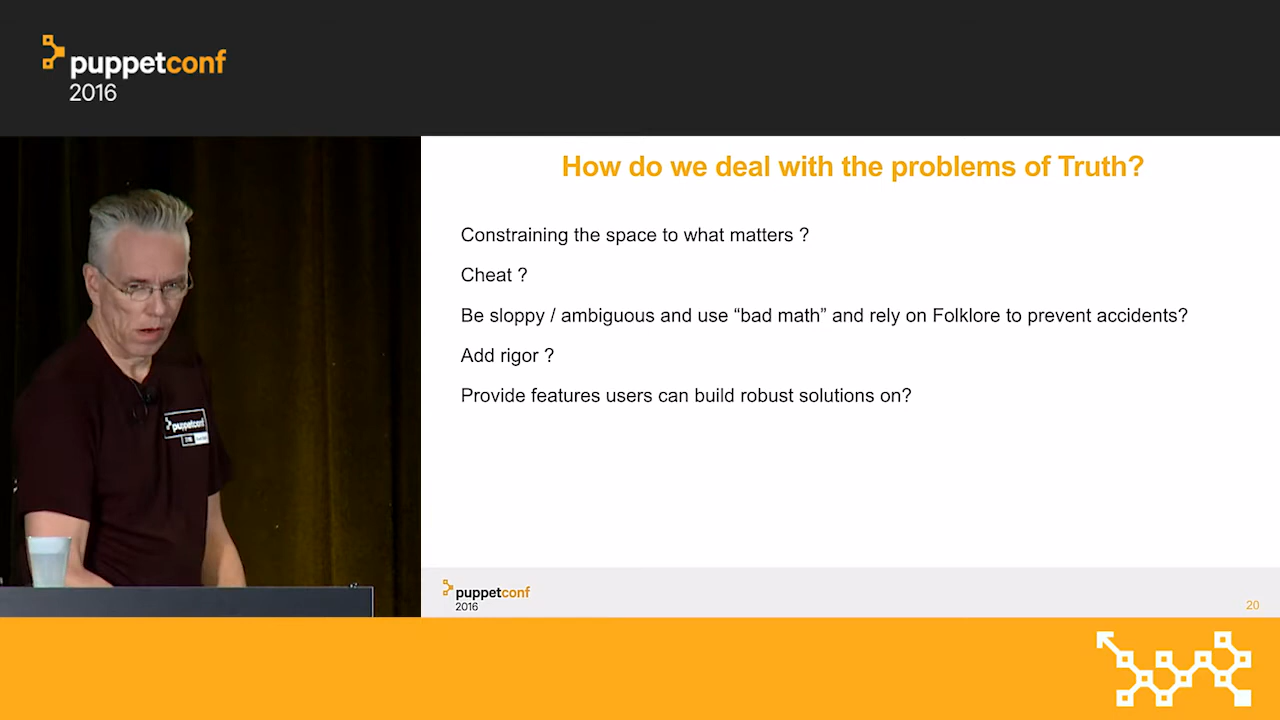 puppetconf
2016
How do we deal with the problems of Truth?
Constraining the space to what matters ?
Cheat ?
Be sloppy / ambiguous and use “bad math” and rely on Folklore to prevent accidents?
Add rigor ?
Provide features users can build robust solutions on?
puppetconf
puppetconf
2016
20